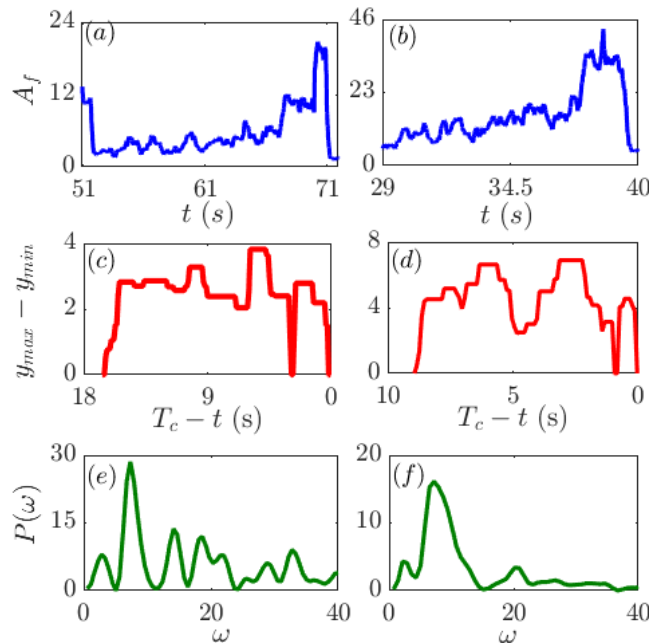 24 (a)
A_f
12
0
51 61 71
t (s)
46 (b)
23
0
29 34.5 40
t (s)
4 (c)
y_max − y_min
2
0
18 9 0
T_c − t (s)
8 (d)
4
0
10 5 0
T_c − t (s)
30 (e)
P(ω)
15
0
0 20 40
ω
20 (f)
10
0
0 20 40
ω